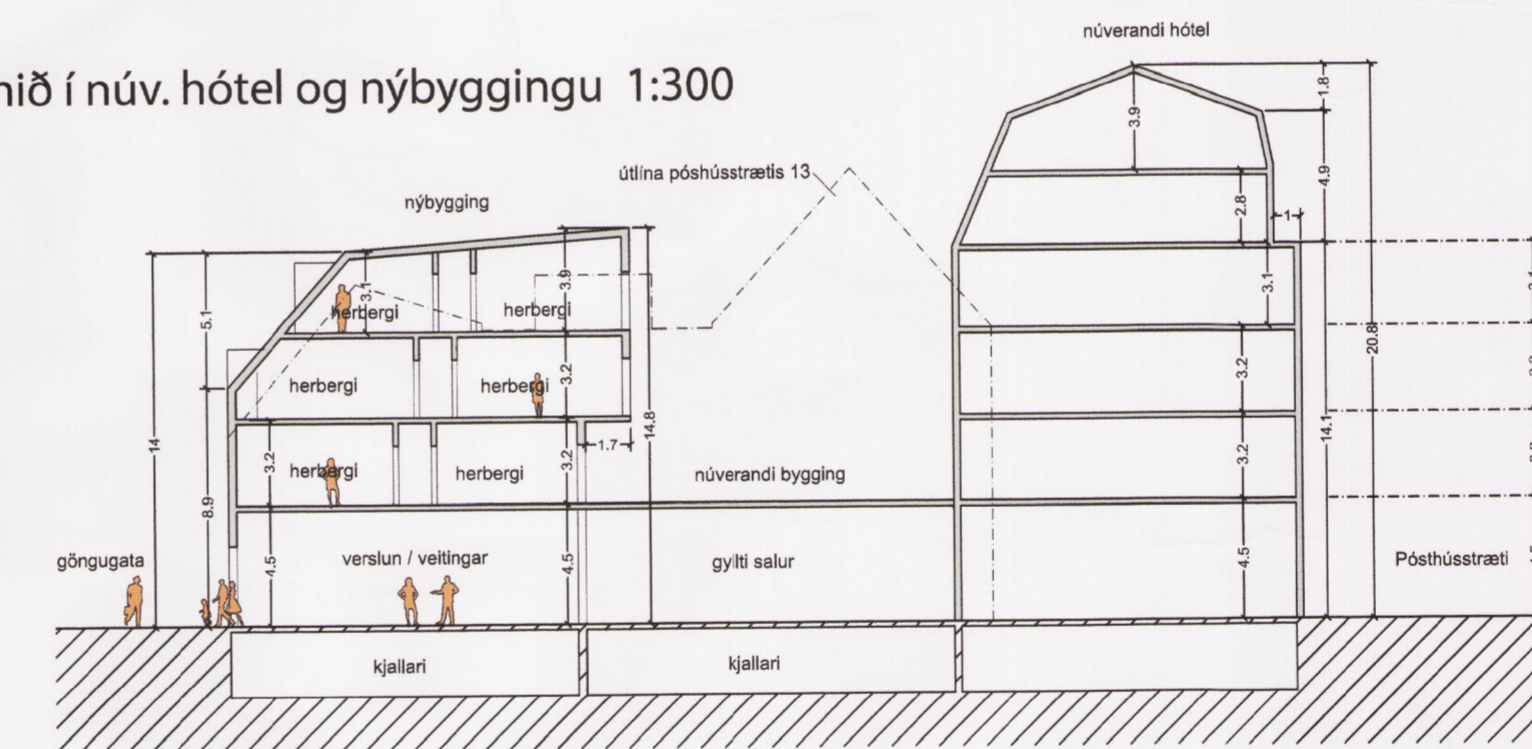 nið í núv. hótel og nýbyggingu 1:300
núverandi hótel
1.8
3.9
útlína póshússtrætis 13
4.9
nýbygging
2.8
1
3.9
3.1
herbergi
herbergi
3.1
5.1
20.8
herbergi
herbergi
3.2
3.2
14.8
14.1
14
1.7
3.2
herbergi
herbergi
3.2
núverandi bygging
3.2
8.9
göngugata
verslun / veitingar
gyllti salur
Pósthússtræti
4.5
4.5
4.5
kjallari
kjallari